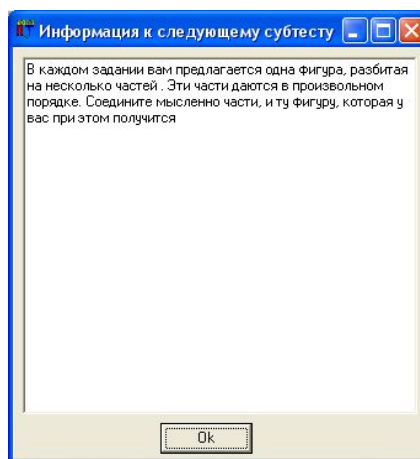 Информация к следующему субтесту
В каждом задании вам предлагается одна фигура, разбитая
на несколько частей . Эти части даются в произвольном
порядке. Соедините мысленно части, и ту фигуру, которая у
вас при этом получится
Ok